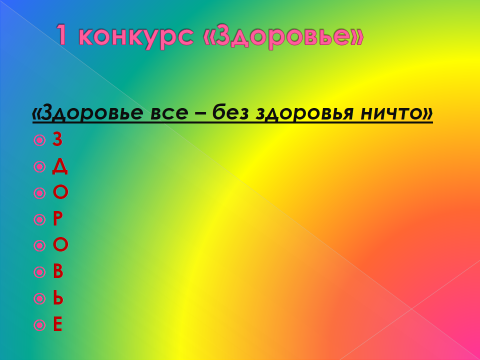 1 конкурс «Здоровье»
«Здоровье все – без здоровья ничто»
З
Д
О
Р
О
В
Ь
Е